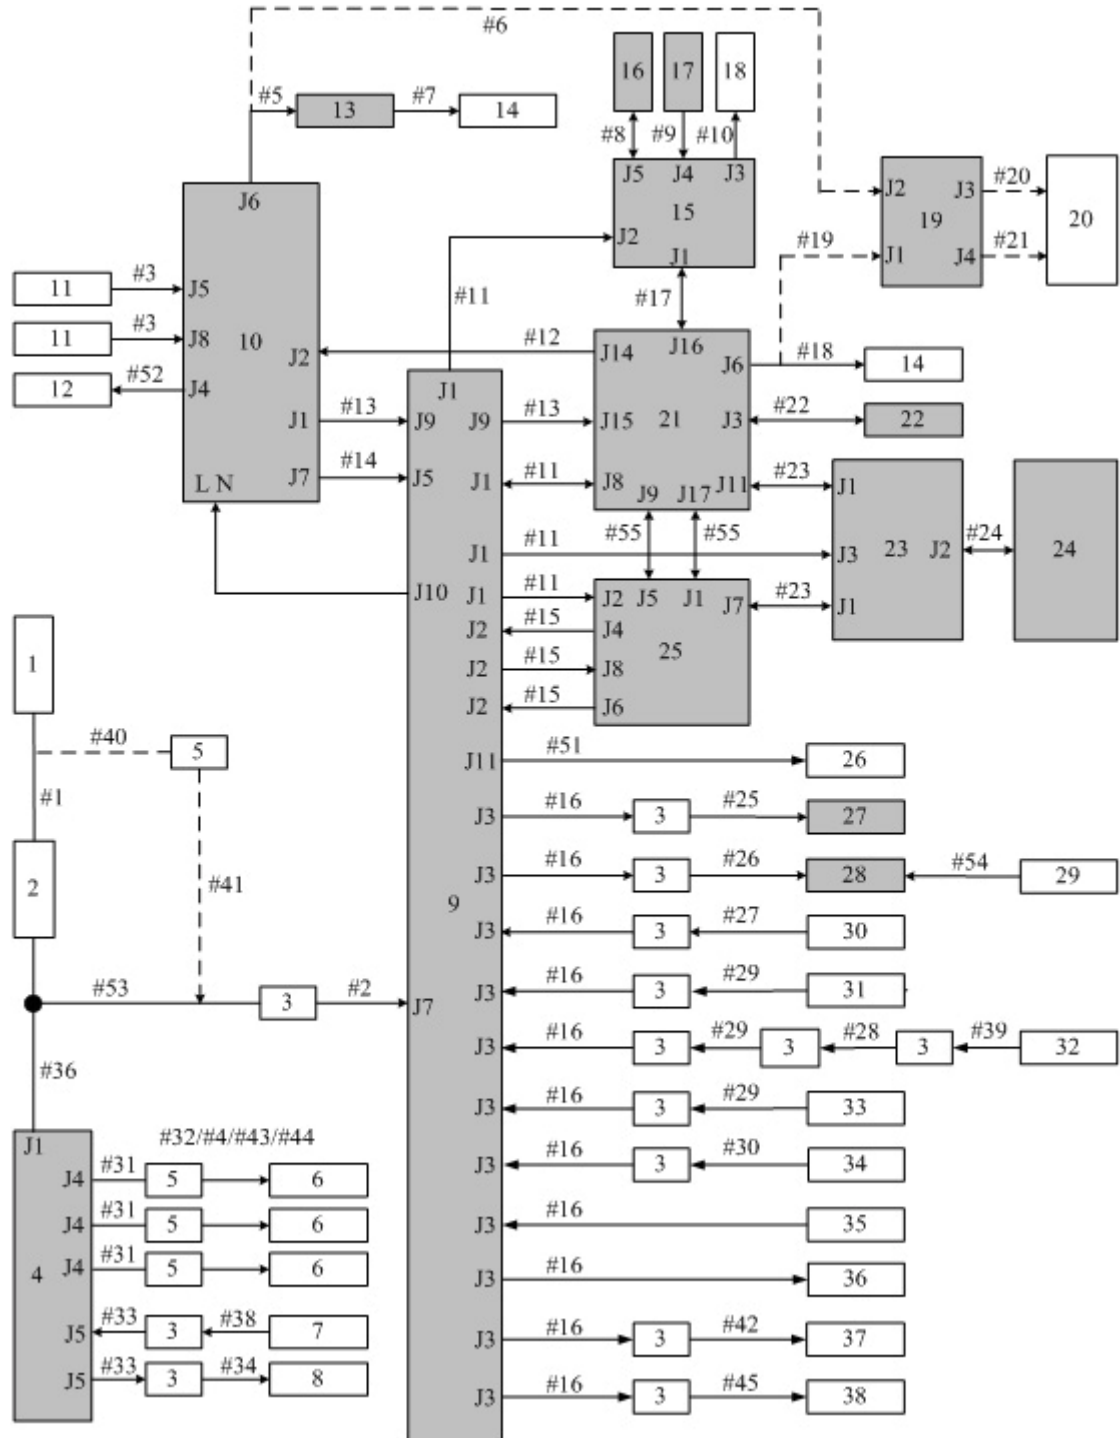 #6
16 17 18
#5 13 #7 14
#8 #9 #10
J6
J5 J4 J3
15
J2
J1
J2 J3 #20
19 20
#19 J1 J4 #21
11 #3 J5
#11 #17
11 #3 J8 10 J2
#12 J14 J16 J6 #18 14
12 #52 J4
J1 #13 J9 J1 J9 #13 J15 21 J3 #22 22
L N J7 #14 J5 J1 #11 J8 J9 J17 J11 #23 J1
#55 #55
J1 #11 J3 23 J2 #24 24
J10 J1 #11 J2 J5 J1 J7 #23 J1
J2 #15 J4
25
J2 #15 J8
J2 #15 J6
1
#40 5
J11 #51 26
#1
J3 #16 3 #25 27
2 #41
J3 #16 3 #26 28 #54 29
9
J3 #16 3 #27 30
#53 3 #2 J7
J3 #16 3 #29 31
J3 #16 3 #29 3 #28 3 #39 32
#36
J3 #16 3 #29 33
J1 #32/#4/#43/#44
J4 #31 5 6
J3 #16 3 #30 34
J4 #31 5 6
J3 #16 35
J4 #31 5 6
4
J3 #16 36
J5 #33 3 #38 7
J3 #16 3 #42 37
J5 #33 3 #34 8
J3 #16 3 #45 38